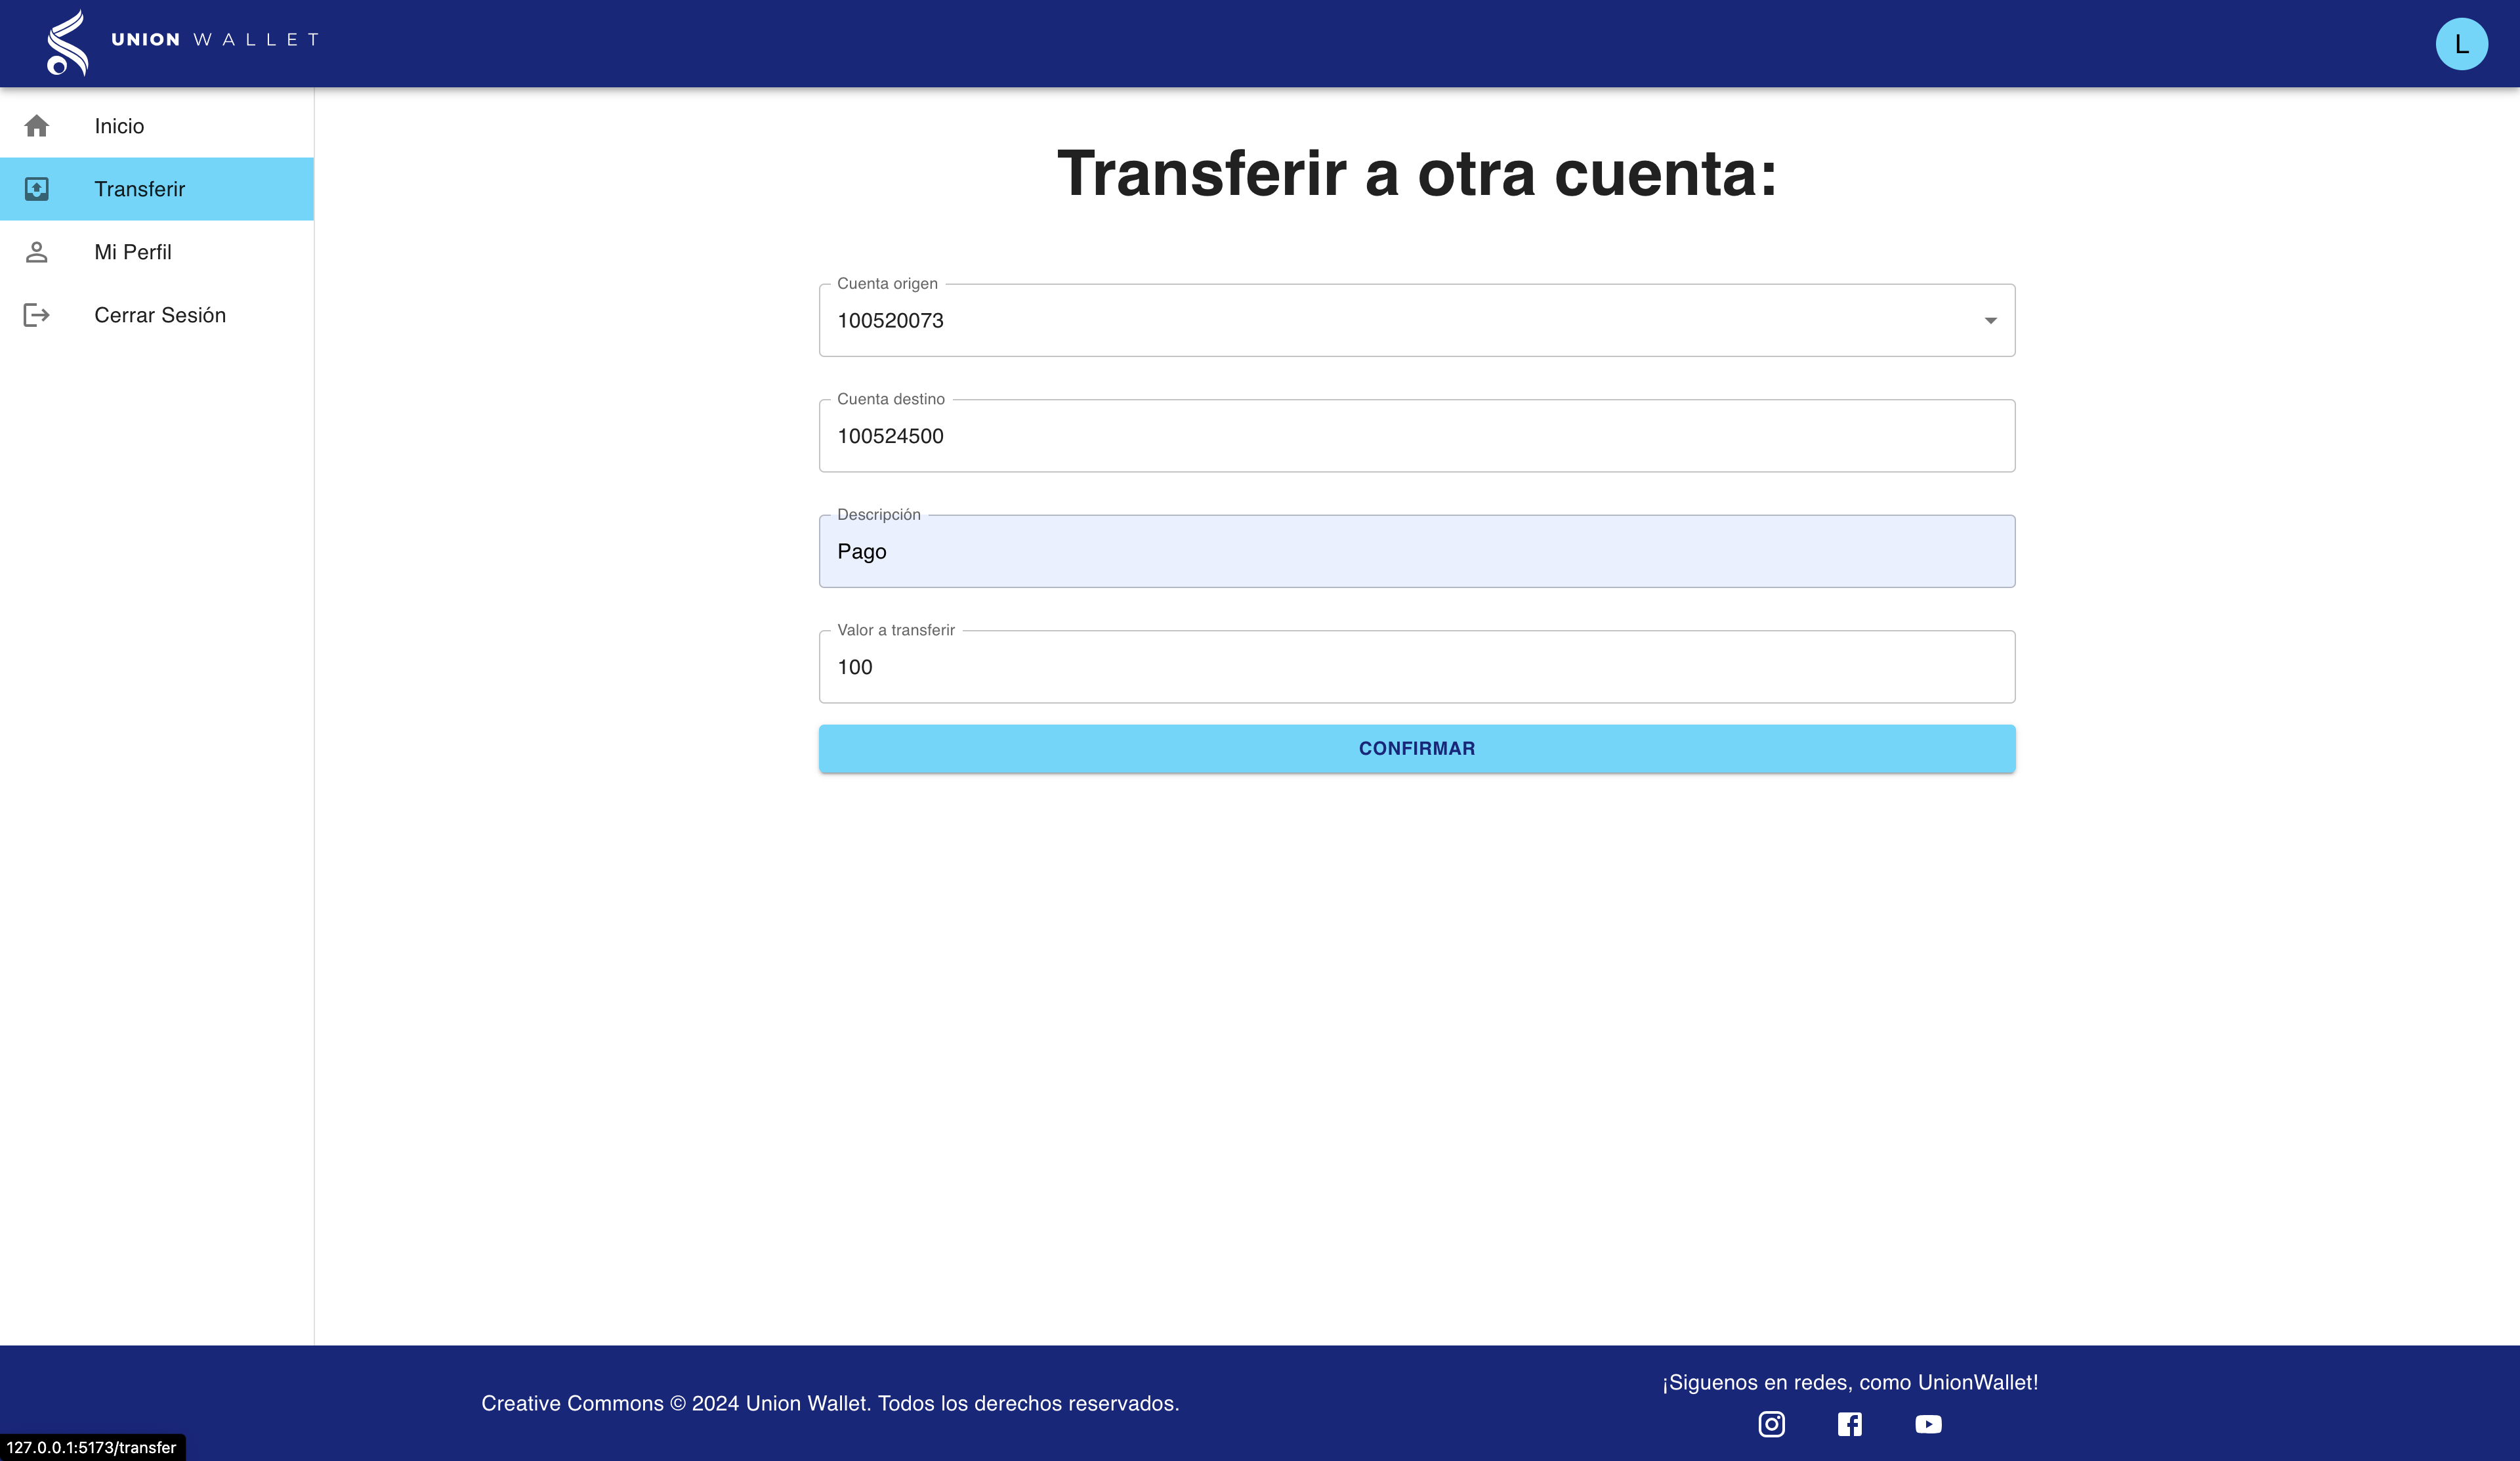 UNION WALLET
L
Inicio
Transferir
Mi Perfil
Cerrar Sesión
Transferir a otra cuenta:
Cuenta origen
100520073
Cuenta destino
100524500
Descripción
Pago
Valor a transferir
100
CONFIRMAR
Creative Commons © 2024 Union Wallet. Todos los derechos reservados.
¡Siguenos en redes, como UnionWallet!
127.0.0.1:5173/transfer